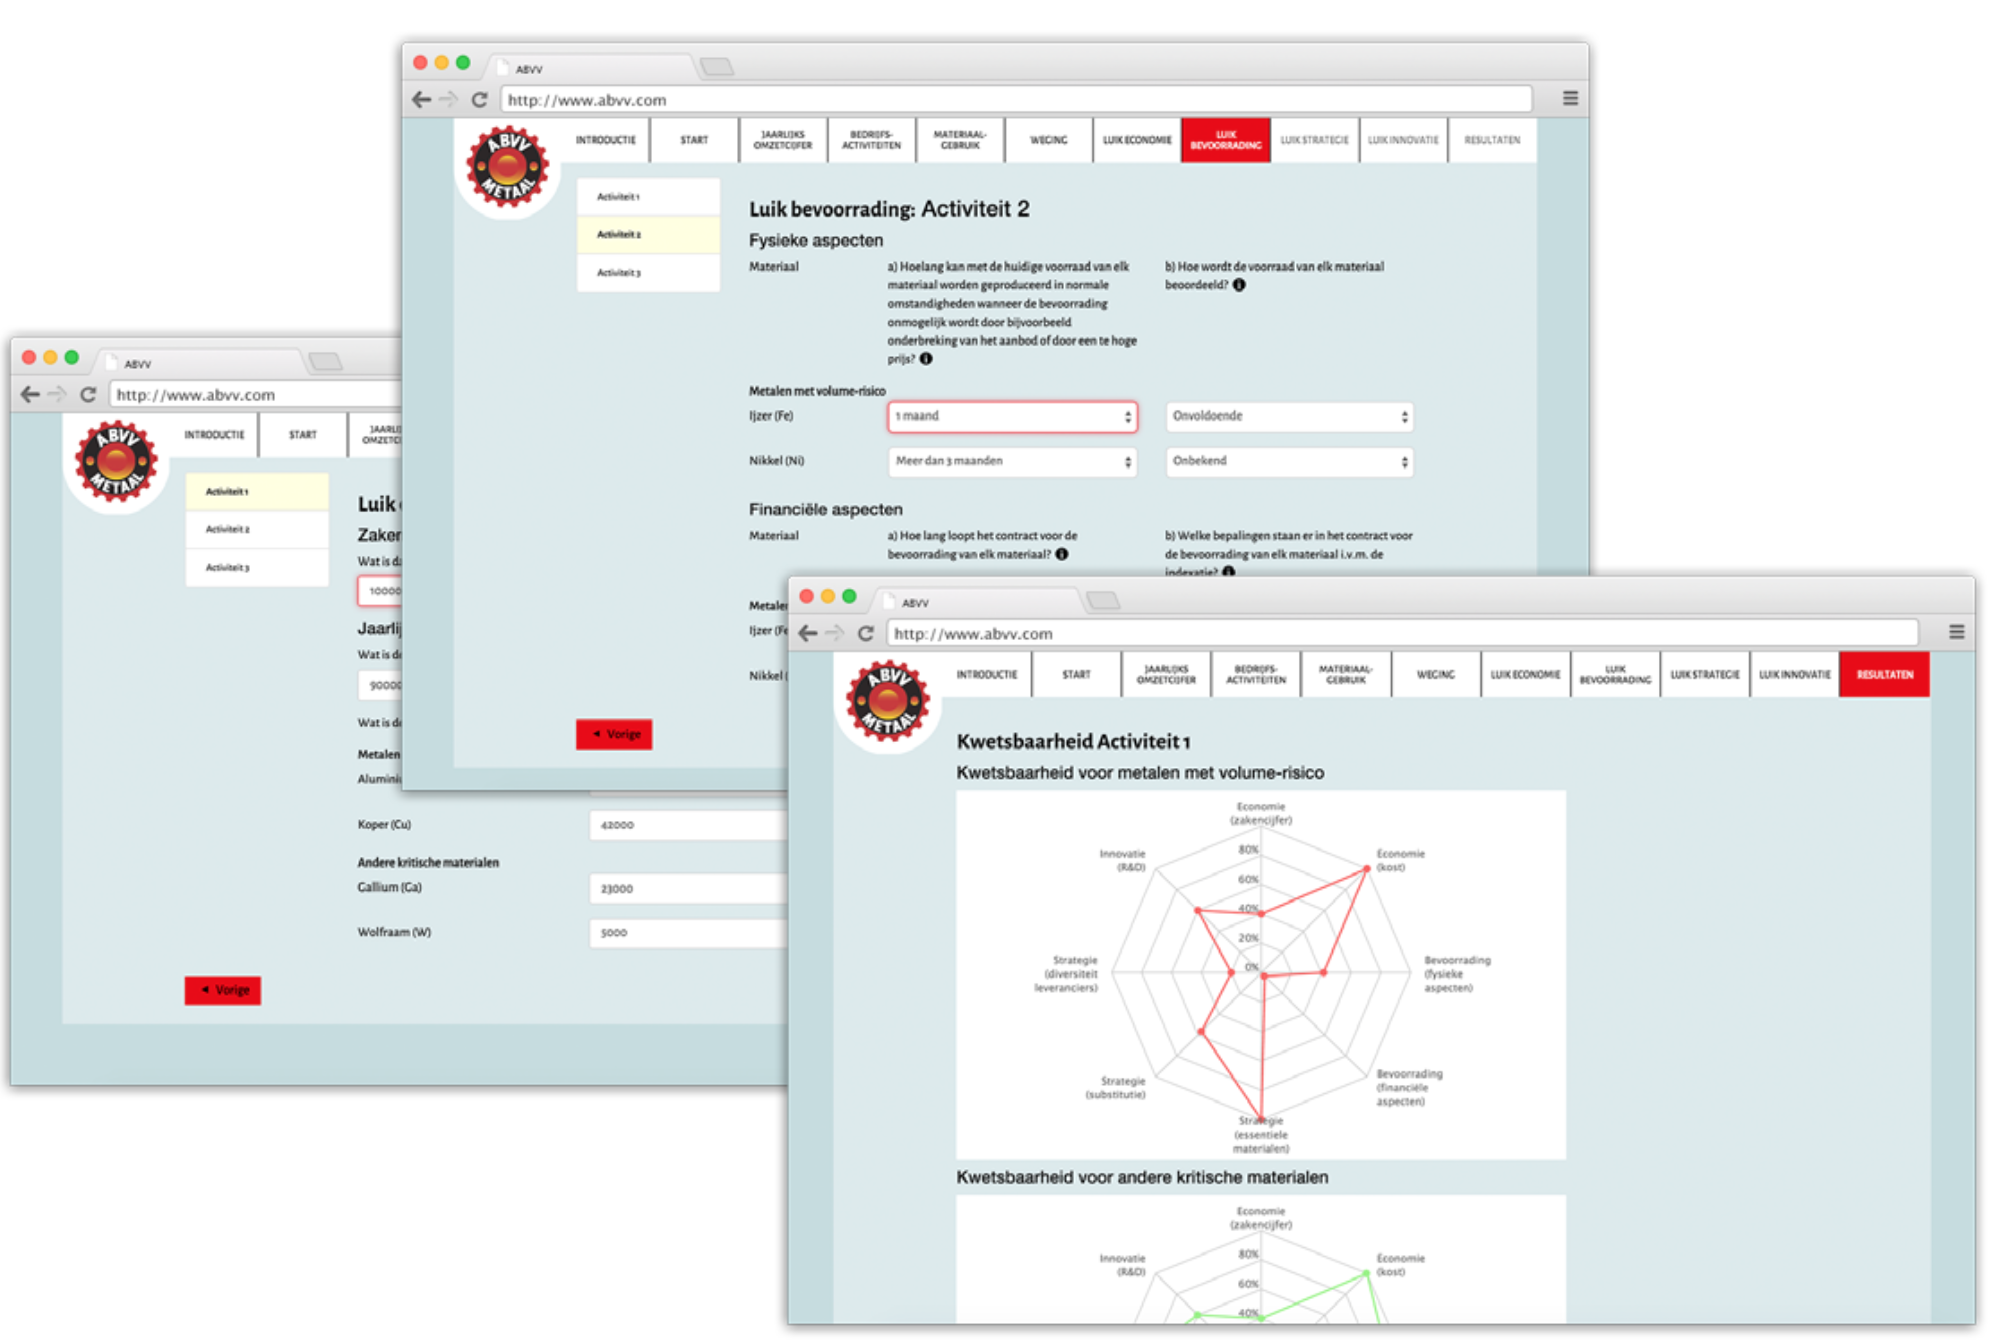 ABVV
http://www.abvv.com
ABVV
METAAL
INTRODUCTIE
START
JAARLIJKS
OMZETCIJFER
BEDRIJFS-
ACTIVITEITEN
MATERIAAL-
GEBRUIK
WEGING
LUIK ECONOMIE
LUIK
BEVOORRADING
LUIK STRATEGIE
LUIK INNOVATIE
RESULTATEN
Activiteit 1
Activiteit 2
Activiteit 3
Luik bevoorrading: Activiteit 2
Fysieke aspecten
Materiaal
a) Hoelang kan met de huidige voorraad van elk
materiaal worden geproduceerd in normale
omstandigheden wanneer de bevoorrading
onmogelijk wordt door bijvoorbeeld
onderbreking van het aanbod of door een te hoge
prijs?
b) Hoe wordt de voorraad van elk materiaal
beoordeeld?
Metalen met volume-risico
Ijzer (Fe)
1 maand
Onvoldoende
Nikkel (Ni)
Meer dan 3 maanden
Onbekend
Financiële aspecten
Materiaal
a) Hoe lang loopt het contract voor de
bevoorrading van elk materiaal?
b) Welke bepalingen staan er in het contract voor
de bevoorrading van elk materiaal i.v.m. de
indexatie?
Metale
Ijzer (Fe
Nikkel (
◄ Vorige
ABVV
http://www.abvv.com
ABVV
METAAL
INTRODUCTIE
START
JAARLI
OMZETC
Activiteit 1
Activiteit 2
Activiteit 3
Luik
Zaken
Wat is d
10000
Jaarlij
Wat is d
90000
Wat is d
Metalen
Alumini
Koper (Cu)
42000
Andere kritische materialen
Gallium (Ga)
23000
Wolfraam (W)
5000
◄ Vorige
ABVV
http://www.abvv.com
ABVV
METAAL
INTRODUCTIE
START
JAARLIJKS
OMZETCIJFER
BEDRIJFS-
ACTIVITEITEN
MATERIAAL-
GEBRUIK
WEGING
LUIK ECONOMIE
LUIK
BEVOORRADING
LUIK STRATEGIE
LUIK INNOVATIE
RESULTATEN
Kwetsbaarheid Activiteit 1
Kwetsbaarheid voor metalen met volume-risico
Economie
(zakencijfer)
Economie
(kost)
Bevoorrading
(fysieke
aspecten)
Bevoorrading
(financiële
aspecten)
Strategie
(essentiele
materialen)
Strategie
(substitutie)
Strategie
(diversiteit
leveranciers)
Innovatie
(R&D)
80%
60%
40%
20%
0%
Kwetsbaarheid voor andere kritische materialen
Economie
(zakencijfer)
Innovatie
(R&D)
Economie
(kost)
80%
60%
40%